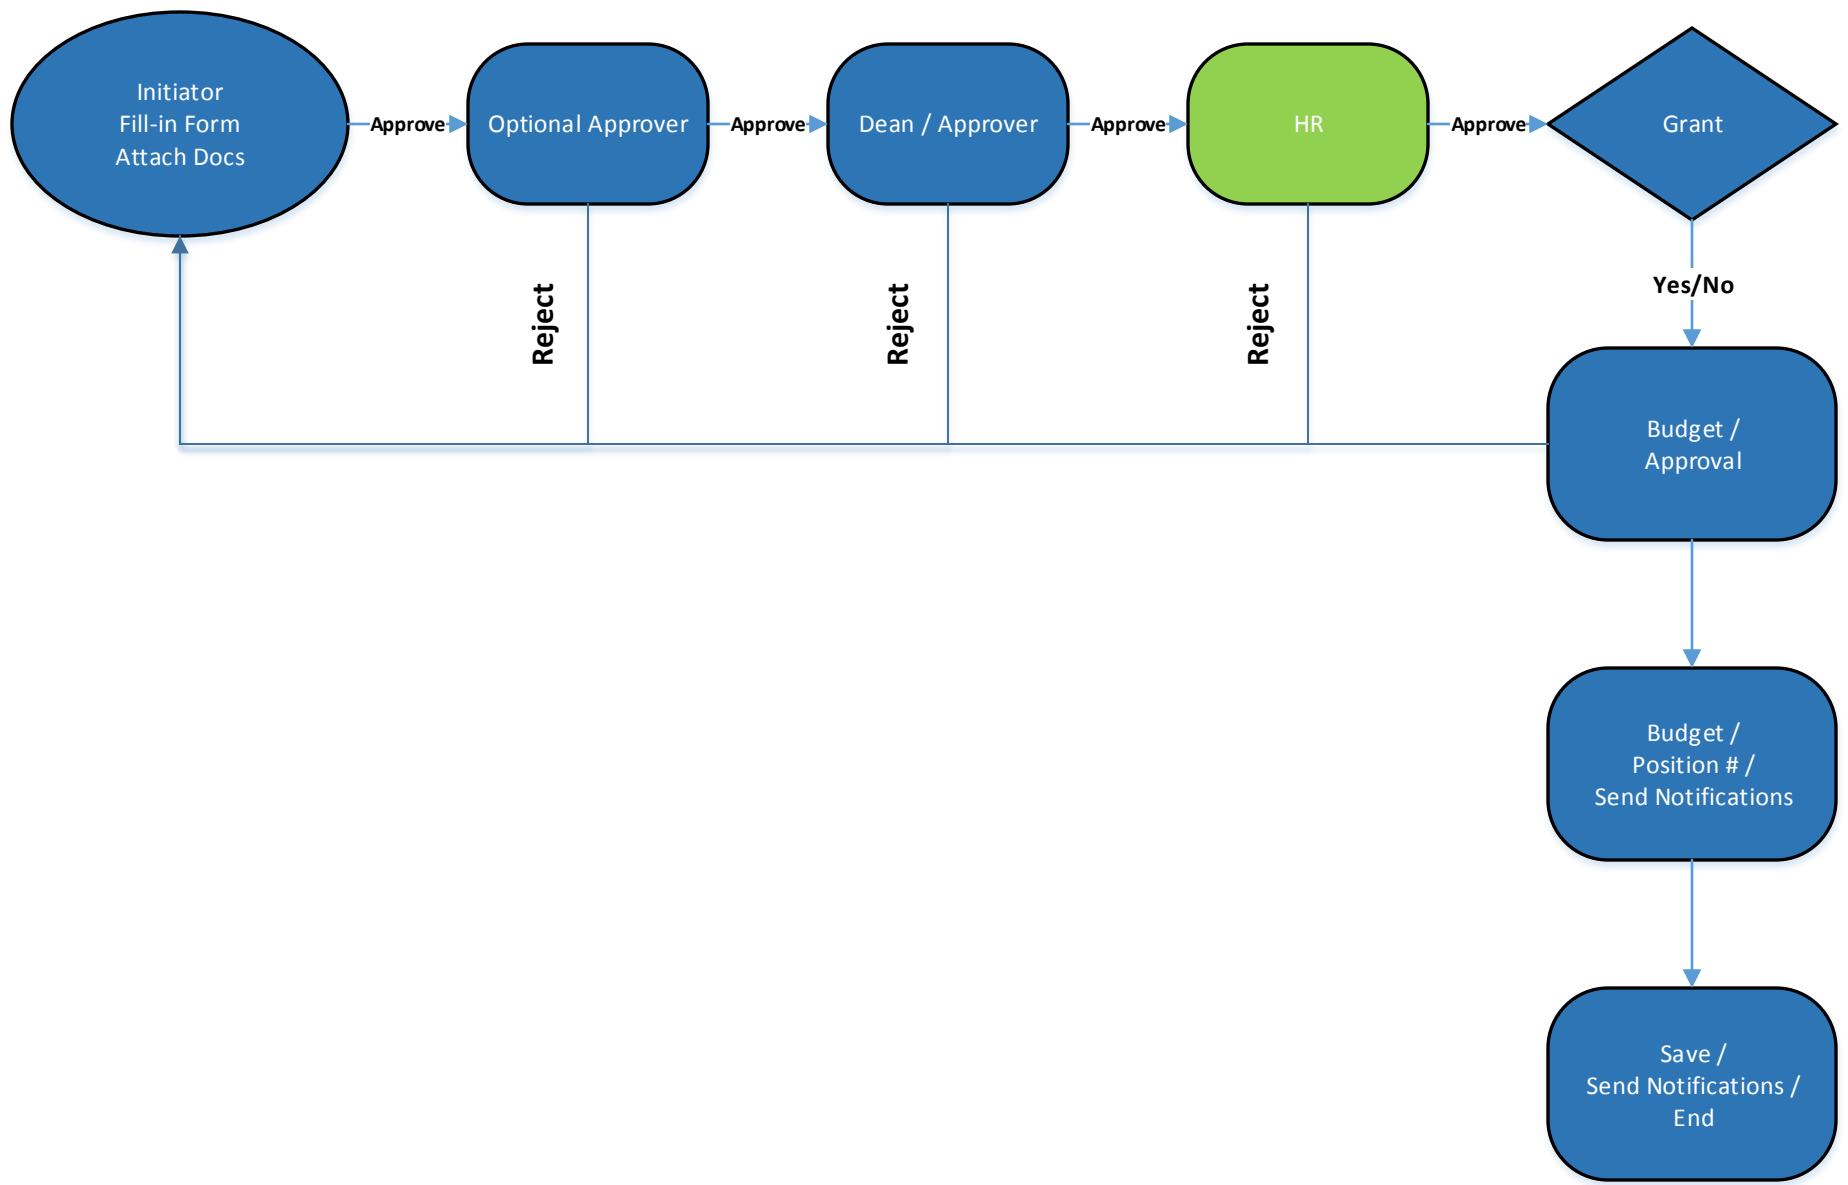 Initiator
Fill-in Form
Attach Docs
Approve
Optional Approver
Approve
Dean / Approver
Approve
HR
Approve
Grant
Reject
Reject
Reject
Yes/No
Budget /
Approval
Budget /
Position # /
Send Notifications
Save /
Send Notifications /
End